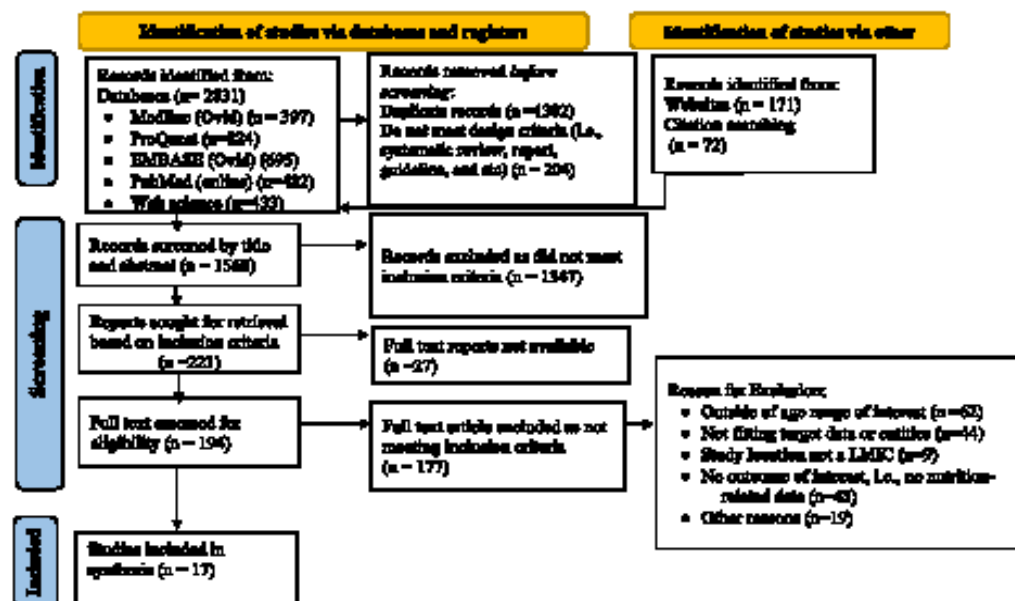 Identification of studies via databases and registers
Identification of studies via other
Identification
Records identified from:
Databases (n= 2831)
• Medline (Ovid) (n = 397)
• ProQuest (n=824)
• EMBASE (Ovid) (695)
• PubMed (online) (n=482)
• Web science (n=433)
Records removed before
screening:
Duplicate records (n =1302)
Do not meet design criteria (i.e.,
systematic review, report,
guideline, and etc) (n = 204)
Records identified from:
Websites (n = 171)
Citation searching
(n = 72)
Screening
Records screened by title
and abstract (n = 1568)
Records excluded as did not meet
inclusion criteria (n = 1347)
Reports sought for retrieved
based on inclusion criteria
(n =221)
Full text reports not available
(n =27)
Full text assessed for
eligibility (n = 194)
Full text article excluded as not
meeting inclusion criteria
(n = 177)
Reason for Exclusion:
• Outside of age range of interest (n =62)
• Not fitting target data or entities (n=44)
• Study location not a LMIC (n=9)
• No outcome of interest, i.e., no nutrition-
related data (n=43)
• Other reasons (n=19)
Included
Studies included in
synthesis (n = 17)